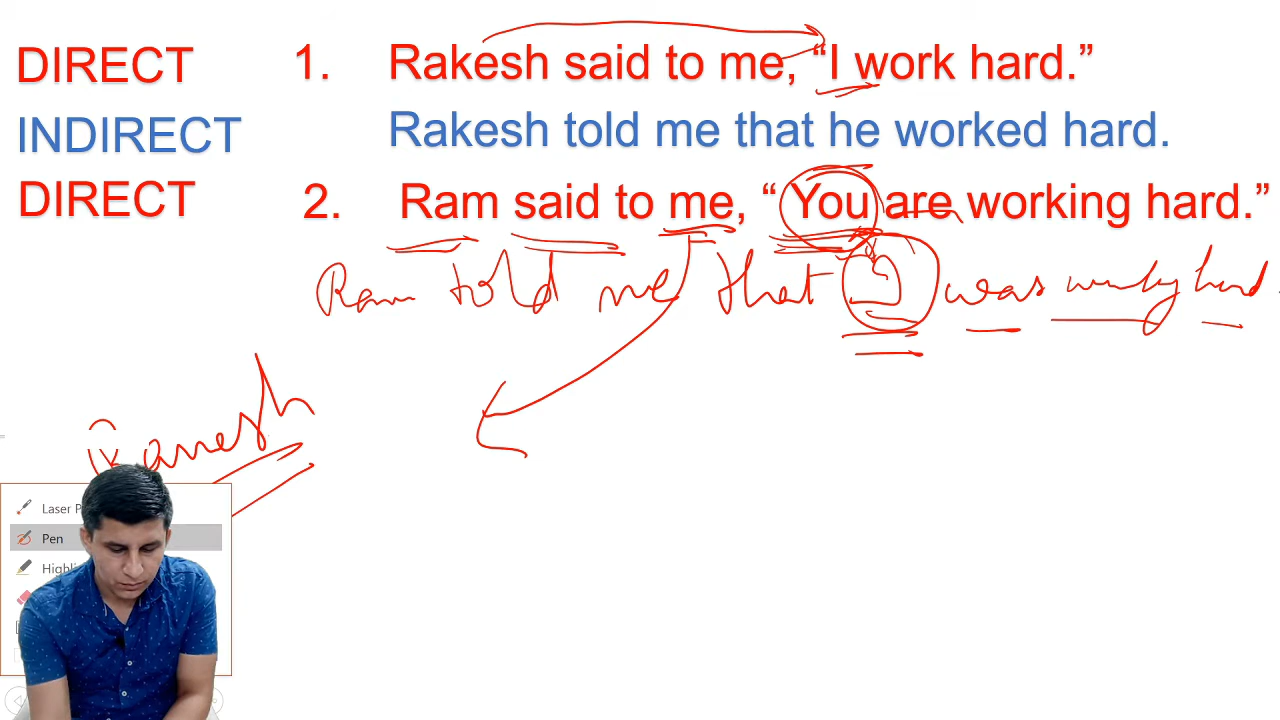 DIRECT 1. Rakesh said to me, “I work hard.”
INDIRECT Rakesh told me that he worked hard.
DIRECT 2. Ram said to me, “ You are working hard.”
Ram told me that I was working hard.
Ramesh
Laser P
Pen
Highli